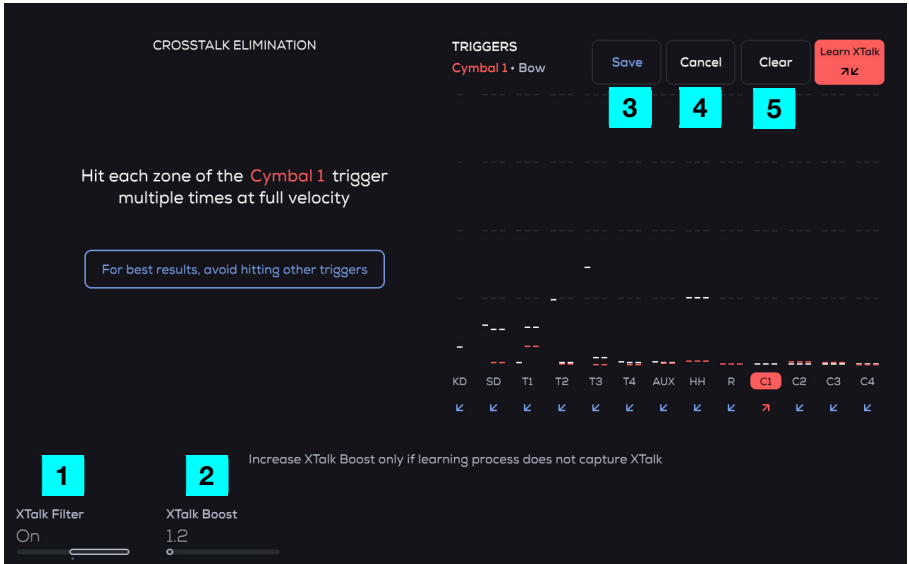 CROSSTALK ELIMINATION
TRIGGERS
Cymbal 1 • Bow
Save
Cancel
Clear
Learn XTalk
3
4
5
Hit each zone of the Cymbal 1 trigger
multiple times at full velocity
For best results, avoid hitting other triggers
KD SD T1 T2 T3 T4 AUX HH R C1 C2 C3 C4
Increase XTalk Boost only if learning process does not capture XTalk
1
2
XTalk Filter
On
XTalk Boost
1.2